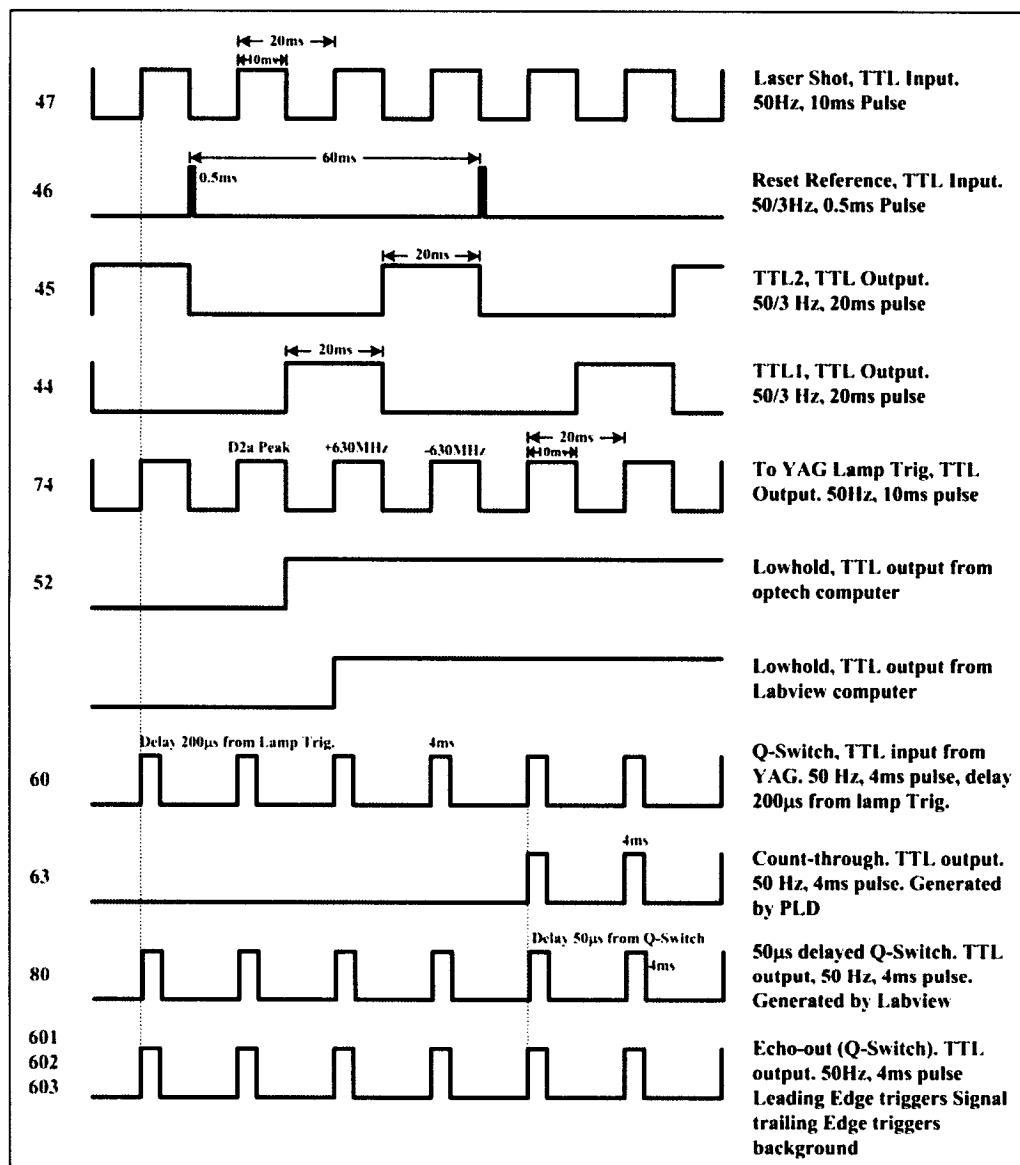 20ms
10ms
47
Laser Shot, TTL Input.
50Hz, 10ms Pulse
60ms
0.5ms
46
Reset Reference, TTL Input.
50/3Hz, 0.5ms Pulse
20ms
45
TTL2, TTL Output.
50/3 Hz, 20ms pulse
20ms
44
TTL1, TTL Output.
50/3 Hz, 20ms pulse
20ms
D2a Peak
+630MHz
-630MHz
10ms
74
To YAG Lamp Trig, TTL
Output. 50Hz, 10ms pulse
52
Lowhold, TTL output from
optech computer
Lowhold, TTL output from
Labview computer
Delay 200µs from Lamp Trig.
4ms
60
Q-Switch, TTL input from
YAG. 50 Hz, 4ms pulse, delay
200µs from lamp Trig.
4ms
63
Count-through. TTL output.
50 Hz, 4ms pulse. Generated
by PLD
Delay 50µs from Q-Switch
4ms
80
50µs delayed Q-Switch. TTL
output, 50 Hz, 4ms pulse.
Generated by Labview
601
602
603
Echo-out (Q-Switch). TTL
output. 50Hz, 4ms pulse
Leading Edge triggers Signal
trailing Edge triggers
background